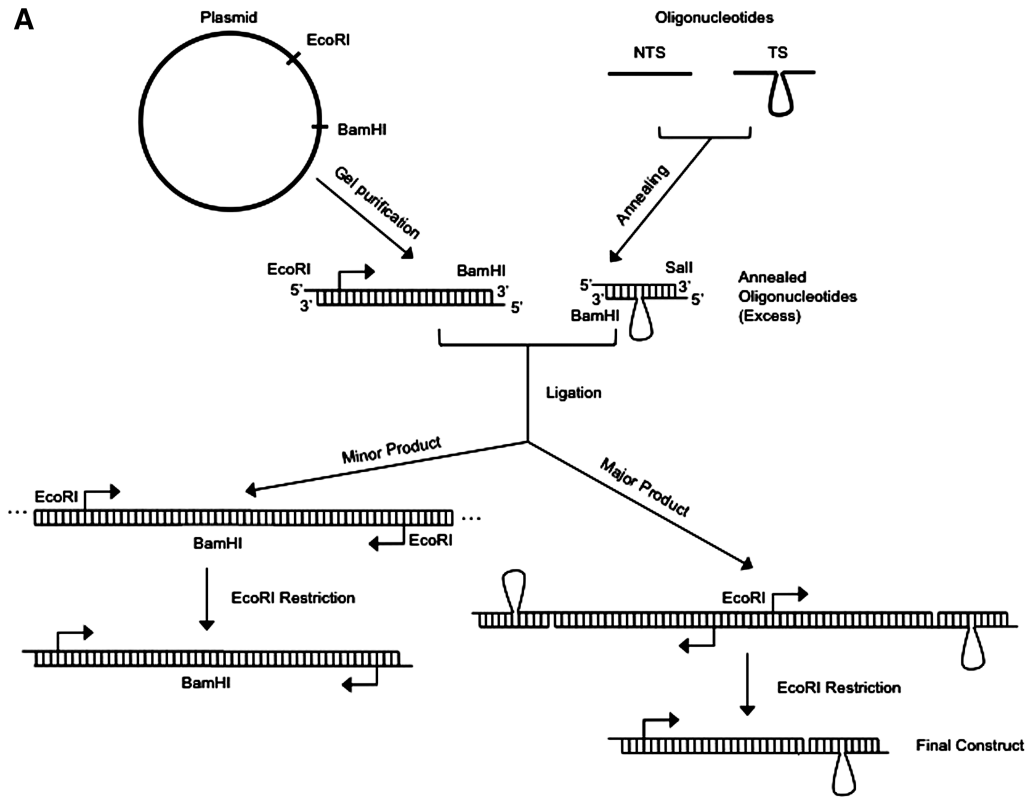 A
Plasmid
EcoRI
BamHI
Oligonucleotides
NTS
TS
Gel purification
Annealing
EcoRI
BamHI
5'
3'
3'
5'
SalI
5'
3'
3'
5'
BamHI
Annealed
Oligonucleotides
(Excess)
Ligation
Minor Product
Major Product
EcoRI
...
...
BamHI
EcoRI
EcoRI Restriction
BamHI
EcoRI
EcoRI Restriction
Final Construct